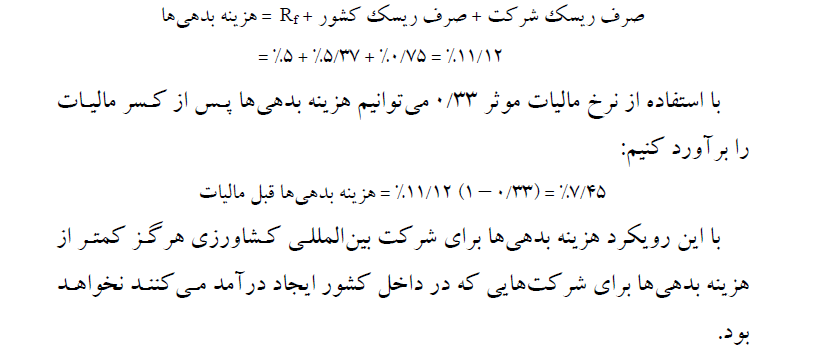 هزینه بدهی‌ها = Rf + صرف ریسک کشور + صرف ریسک شرکت
= ٪۵ + ٪۵/۳۷ + ٪۰/۷۵ = ٪۱۱/۱۲
با استفاده از نرخ مالیات موثر ۰/۳۳ می‌توانیم هزینه بدهی‌ها پس از کسر مالیات
را برآورد کنیم:
هزینه بدهی‌ها قبل مالیات = ٪۱۱/۱۲ (۱ – ۰/۳۳) = ٪۷/۴۵
با این رویکرد هزینه بدهی‌ها برای شرکت بین‌المللی کشاورزی هرگز کمتر از
هزینه بدهی‌ها برای شرکت‌هایی که در داخل کشور ایجاد درآمد می‌کنند نخواهد
بود.